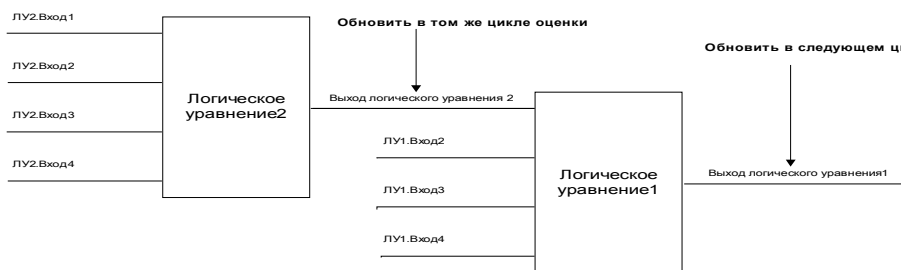 ЛУ2.Вход1
Обновить в том же цикле оценки
Обновить в следующем
ЛУ2.Вход2
Логическое
уравнение2
Выход логического уравнения 2
ЛУ2.Вход3
ЛУ1.Вход2
ЛУ2.Вход4
Логическое
уравнение1
Выход логического уравнения1
ЛУ1.Вход3
ЛУ1.Вход4